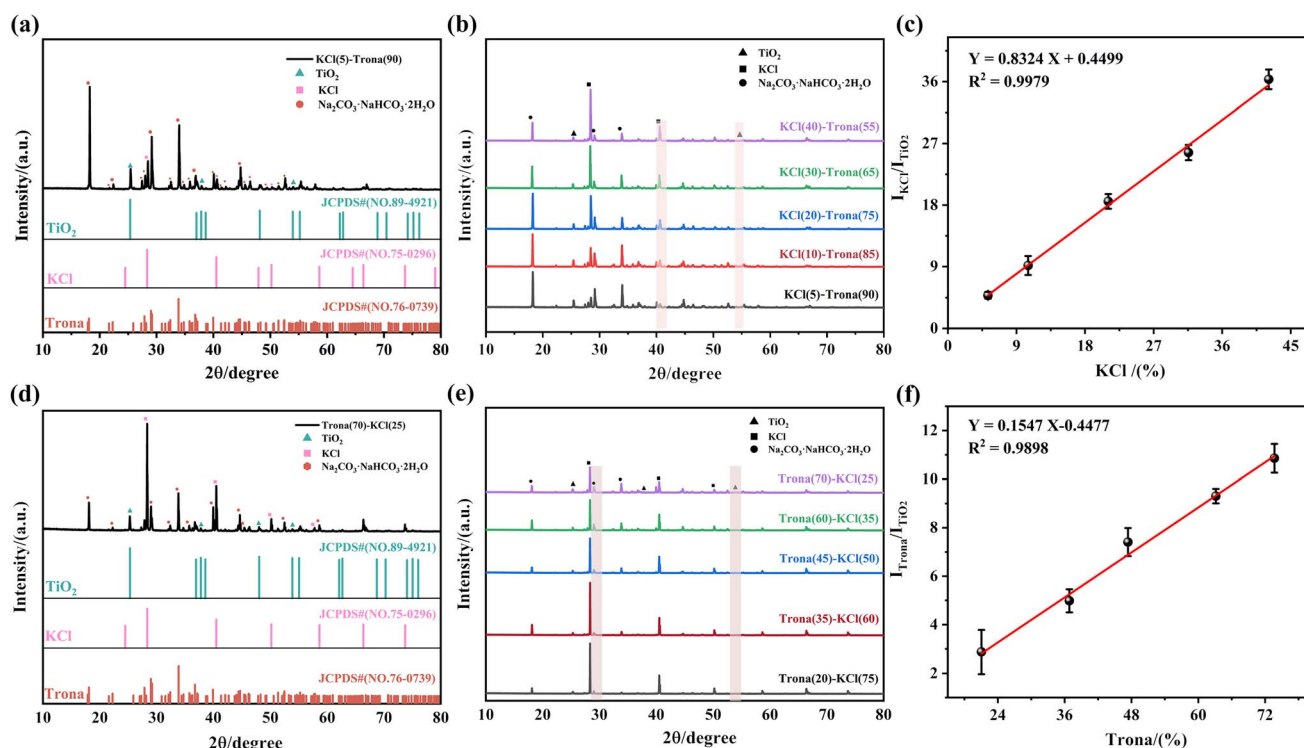 (a)
KCl(5)-Trona(90)
TiO2
KCl
Na2CO3·NaHCO3·2H2O
JCPDS#(NO.89-4921)
TiO2
JCPDS#(NO.75-0296)
KCl
JCPDS#(NO.76-0739)
Trona
Intensity/(a.u.)
10 20 30 40 50 60 70 80
2θ/degree
(b)
TiO2
KCl
Na2CO3·NaHCO3·2H2O
KCl(40)-Trona(55)
KCl(30)-Trona(65)
KCl(20)-Trona(75)
KCl(10)-Trona(85)
KCl(5)-Trona(90)
Intensity/(a.u.)
10 20 30 40 50 60 70 80
2θ/degree
(c)
Y = 0.8324 X + 0.4499
R2 = 0.9979
IKCl/ITiO2
36
27
18
9
0
0 9 18 27 36 45
KCl /(%)
(d)
Trona(70)-KCl(25)
TiO2
KCl
Na2CO3·NaHCO3·2H2O
JCPDS#(NO.89-4921)
TiO2
JCPDS#(NO.75-0296)
KCl
JCPDS#(NO.76-0739)
Trona
Intensity/(a.u.)
10 20 30 40 50 60 70 80
2θ/degree
(e)
TiO2
KCl
Na2CO3·NaHCO3·2H2O
Trona(70)-KCl(25)
Trona(60)-KCl(35)
Trona(45)-KCl(50)
Trona(35)-KCl(60)
Trona(20)-KCl(75)
Intensity/(a.u.)
10 20 30 40 50 60 70 80
2θ/degree
(f)
Y = 0.1547 X-0.4477
R2 = 0.9898
ITrona/ITiO2
12
10
8
6
4
2
24 36 48 60 72
Trona/(%)